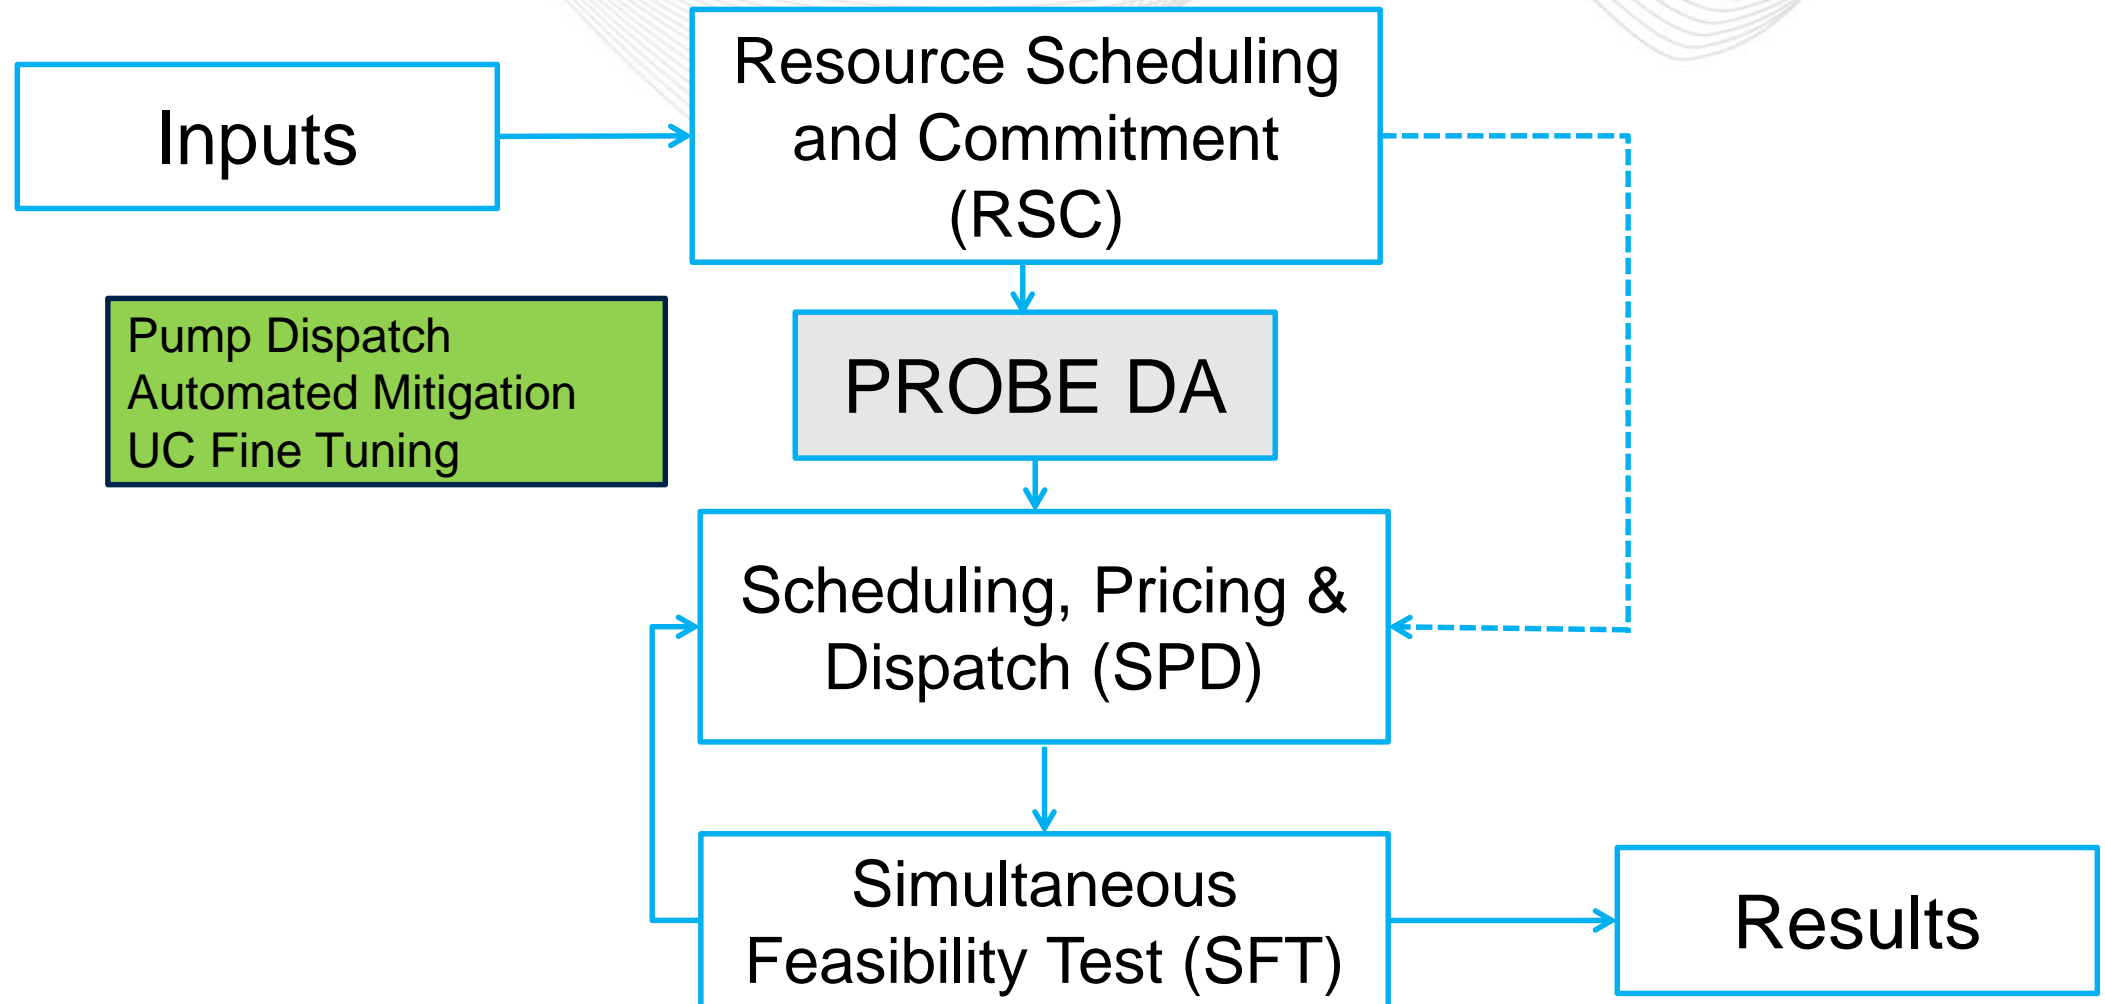 Inputs
Resource Scheduling
and Commitment
(RSC)
Pump Dispatch
Automated Mitigation
UC Fine Tuning
PROBE DA
Scheduling, Pricing &
Dispatch (SPD)
Simultaneous
Feasibility Test (SFT)
Results